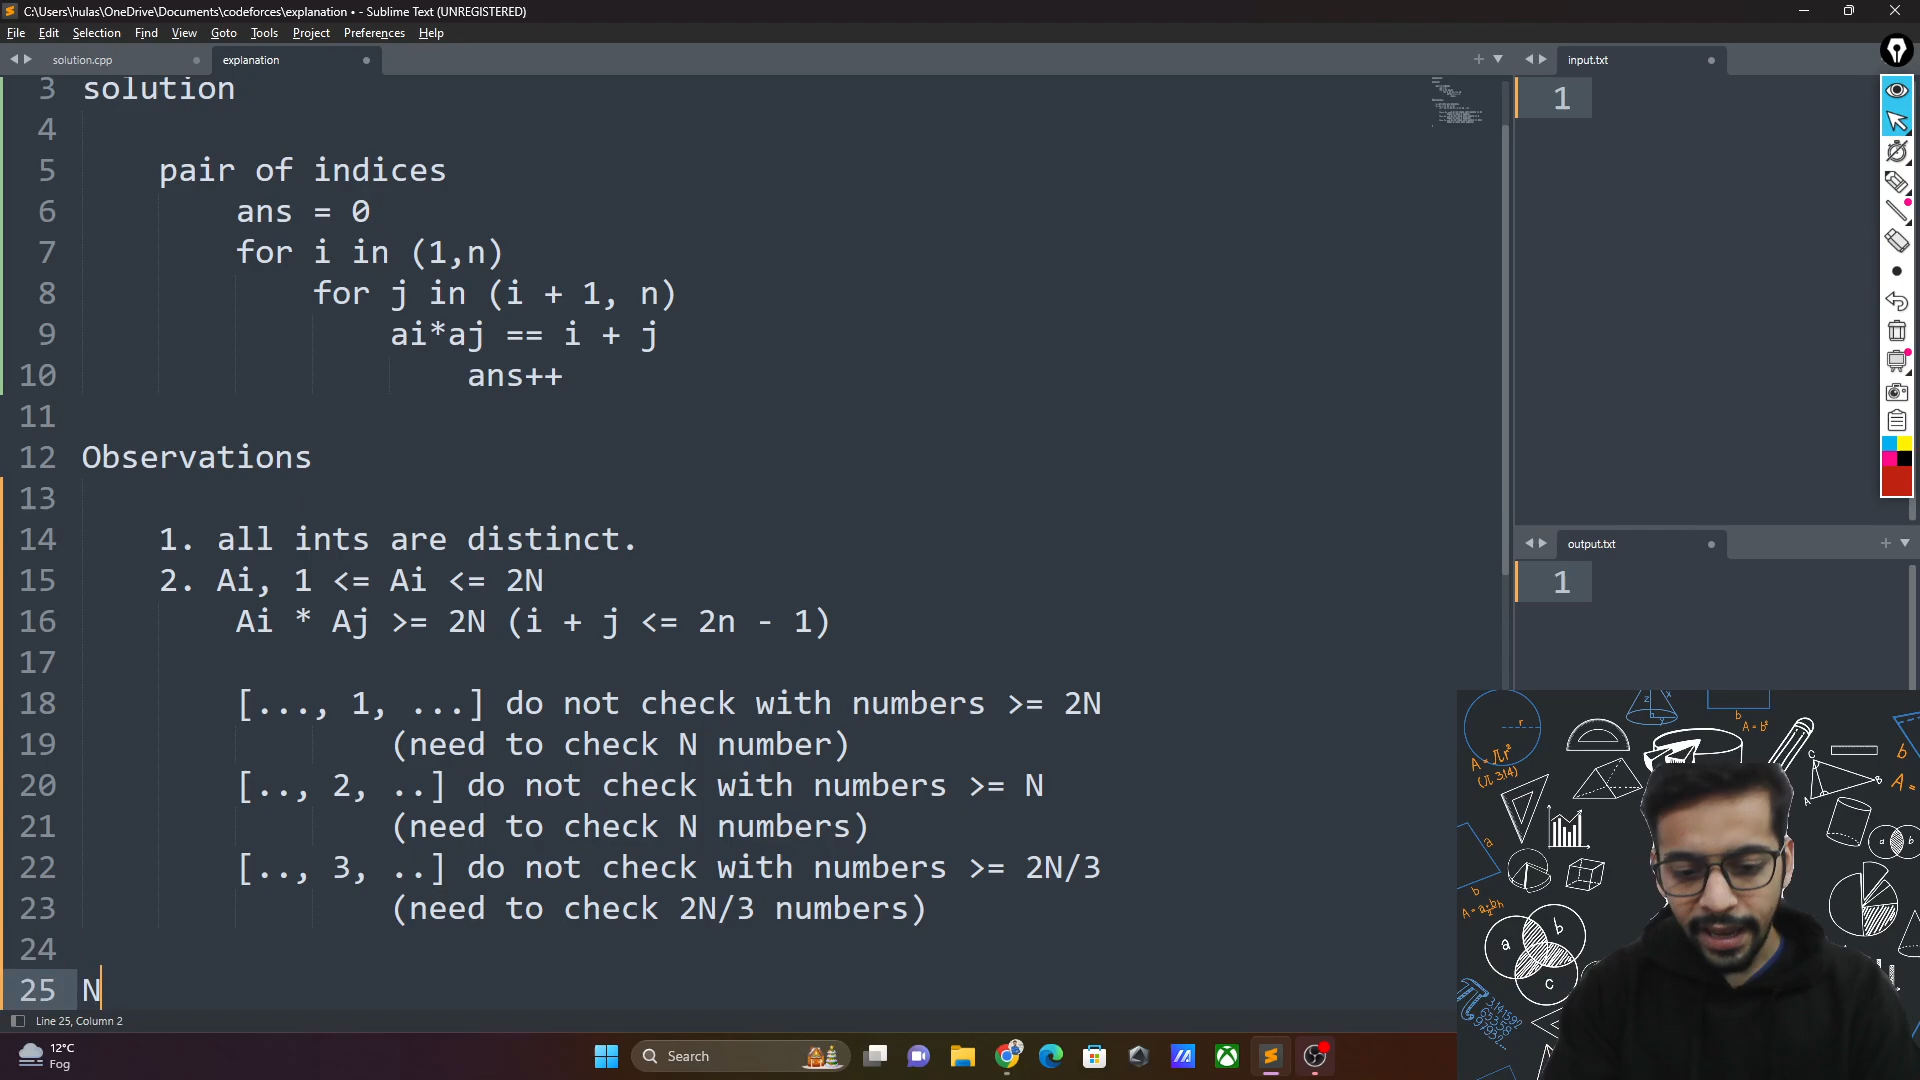 C:\Users\hulas\OneDrive\Documents\codeforces\explanation • - Sublime Text (UNREGISTERED)
File Edit Selection Find View Goto Tools Project Preferences Help
solution.cpp
explanation
input.txt
3 solution
4
5 pair of indices
6 ans = 0
7 for i in (1,n)
8 for j in (i + 1, n)
9 ai*aj == i + j
10 ans++
11
12 Observations
13
14 1. all ints are distinct.
15 2. Ai, 1 <= Ai <= 2N
16 Ai * Aj >= 2N (i + j <= 2n - 1)
17
18 [..., 1, ...] do not check with numbers >= 2N
19 (need to check N number)
20 [.., 2, ..] do not check with numbers >= N
21 (need to check N numbers)
22 [.., 3, ..] do not check with numbers >= 2N/3
23 (need to check 2N/3 numbers)
24
25 N
1
output.txt
1
Line 25, Column 2
12°C
Fog
Search